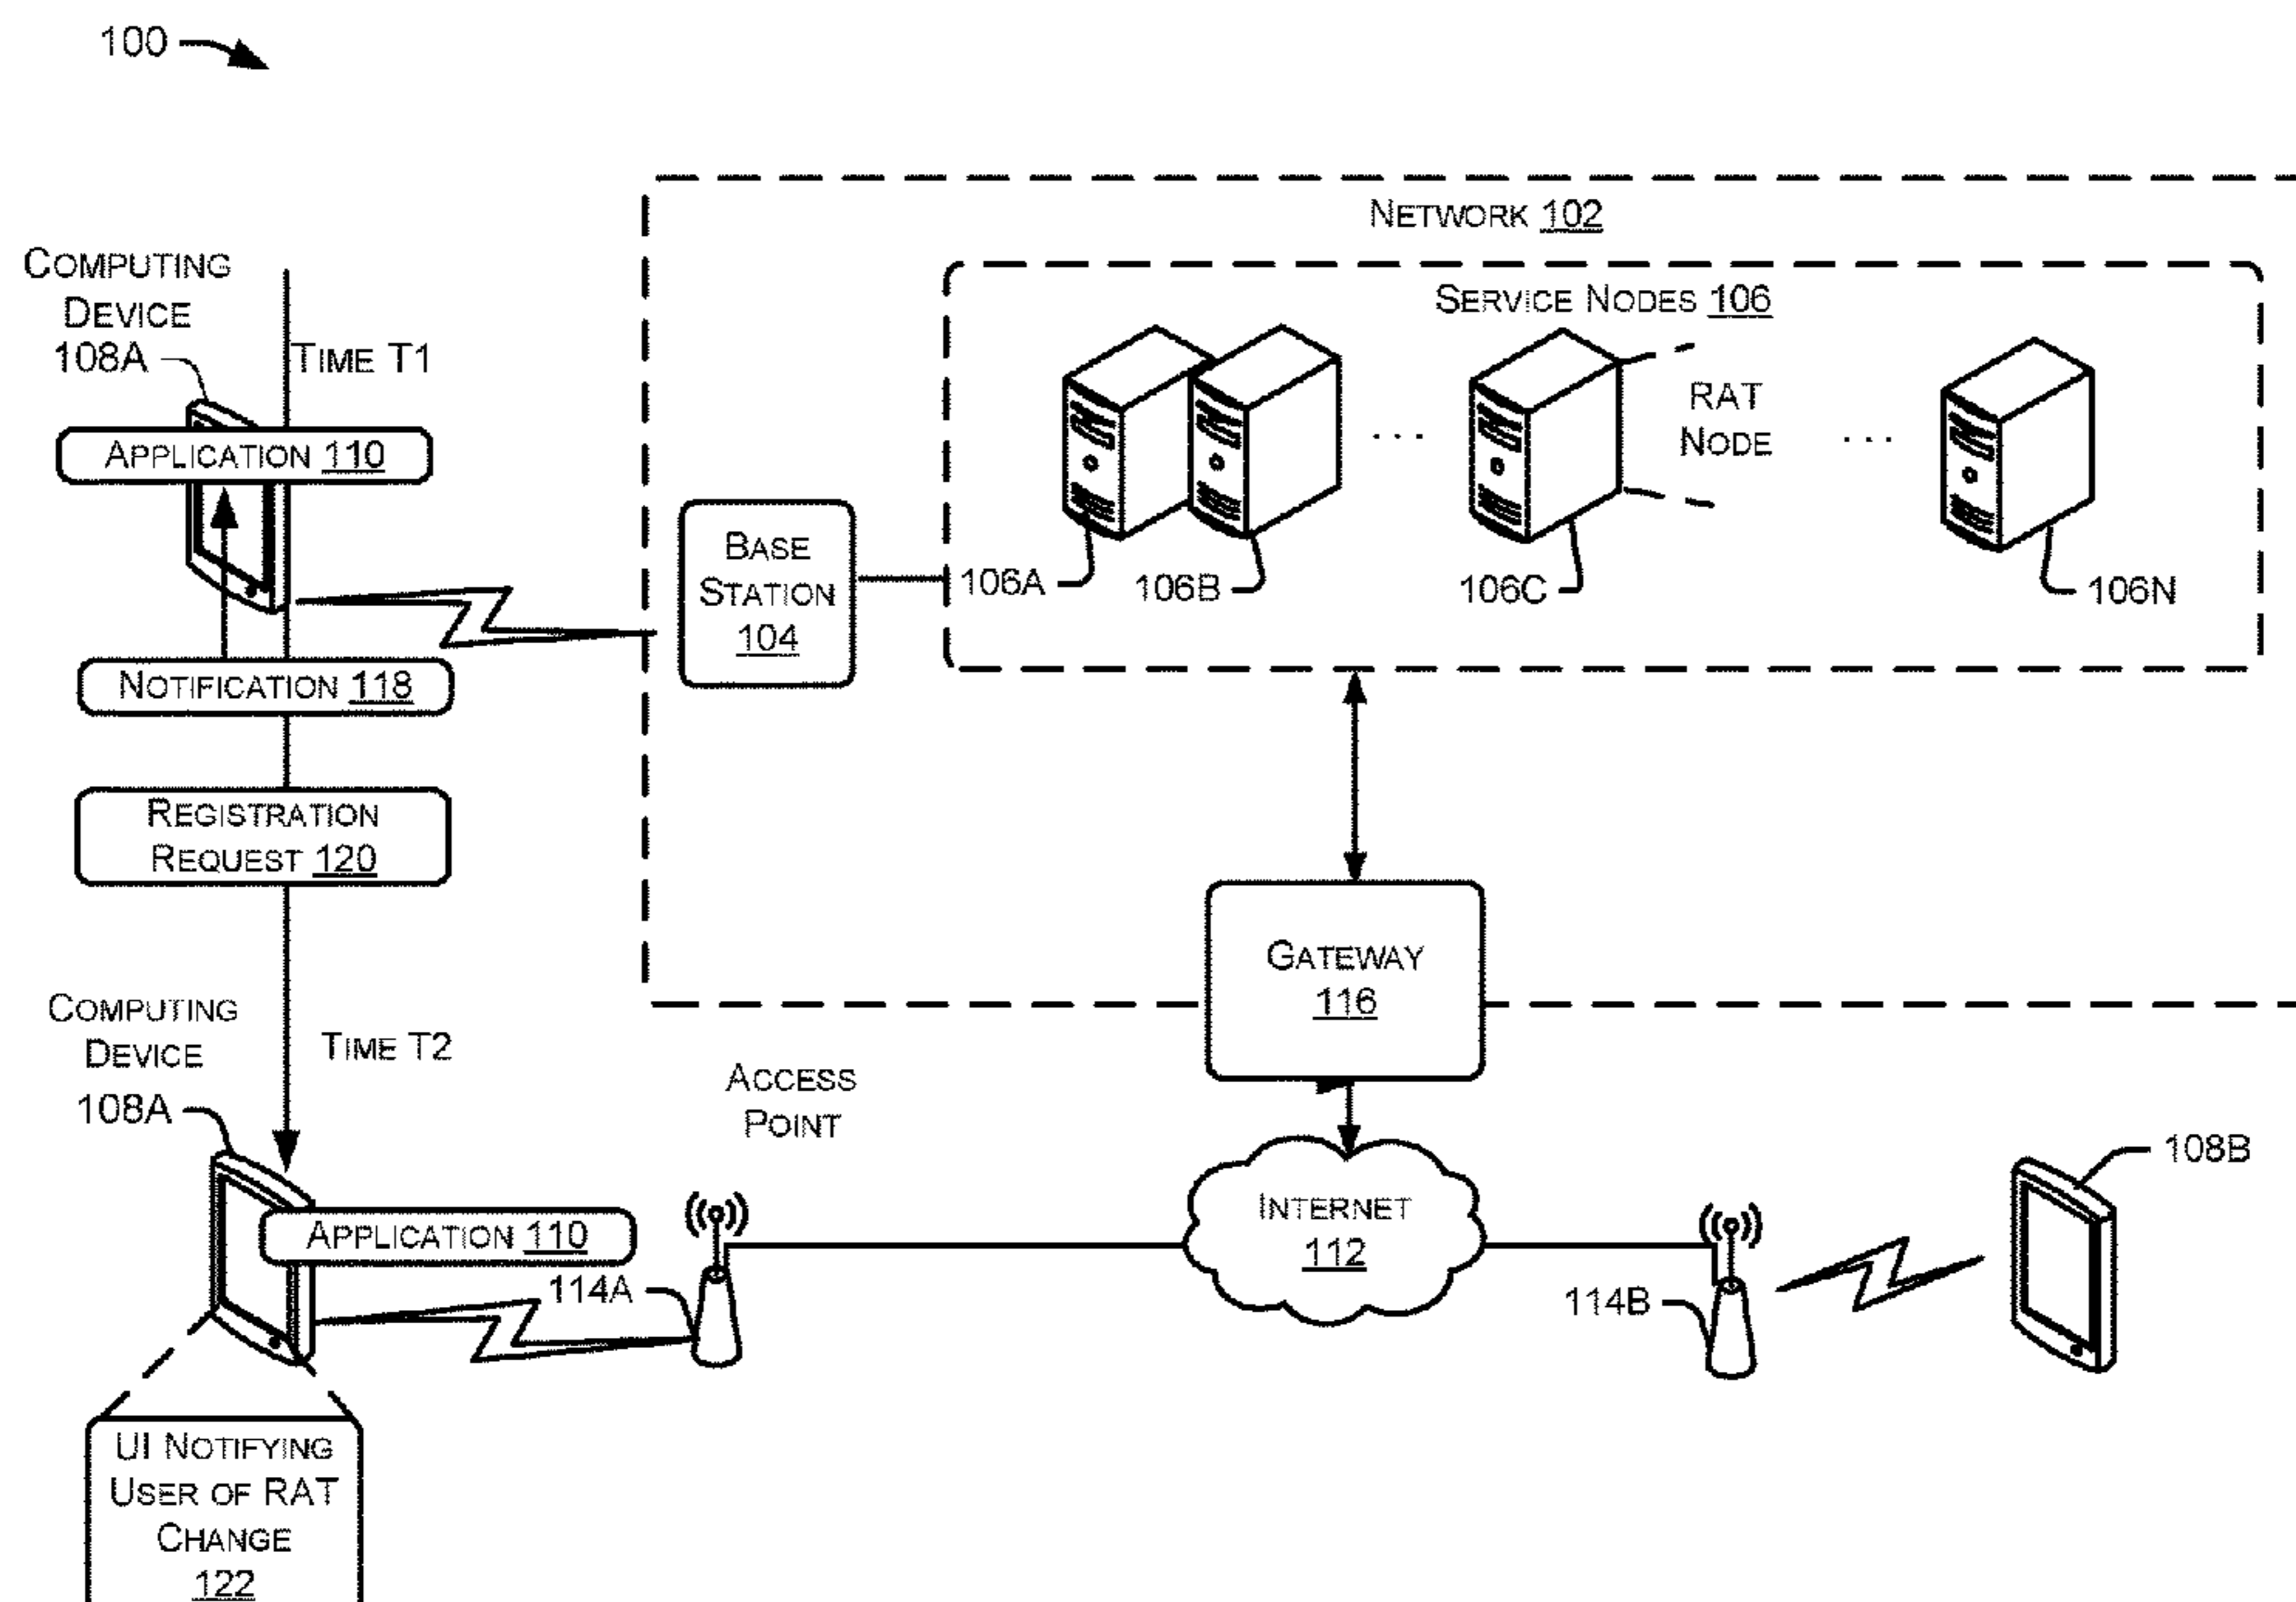 100
NETWORK 102
SERVICE NODES 106
COMPUTING
DEVICE
108A
TIME T1
APPLICATION 110
RAT
NODE
. . .
. . .
BASE
STATION
104
106A
106B
106C
106N
NOTIFICATION 118
REGISTRATION
REQUEST 120
GATEWAY
116
COMPUTING
DEVICE
108A
TIME T2
ACCESS
POINT
APPLICATION 110
114A
INTERNET
112
114B
108B
UI NOTIFYING
USER OF RAT
CHANGE
122